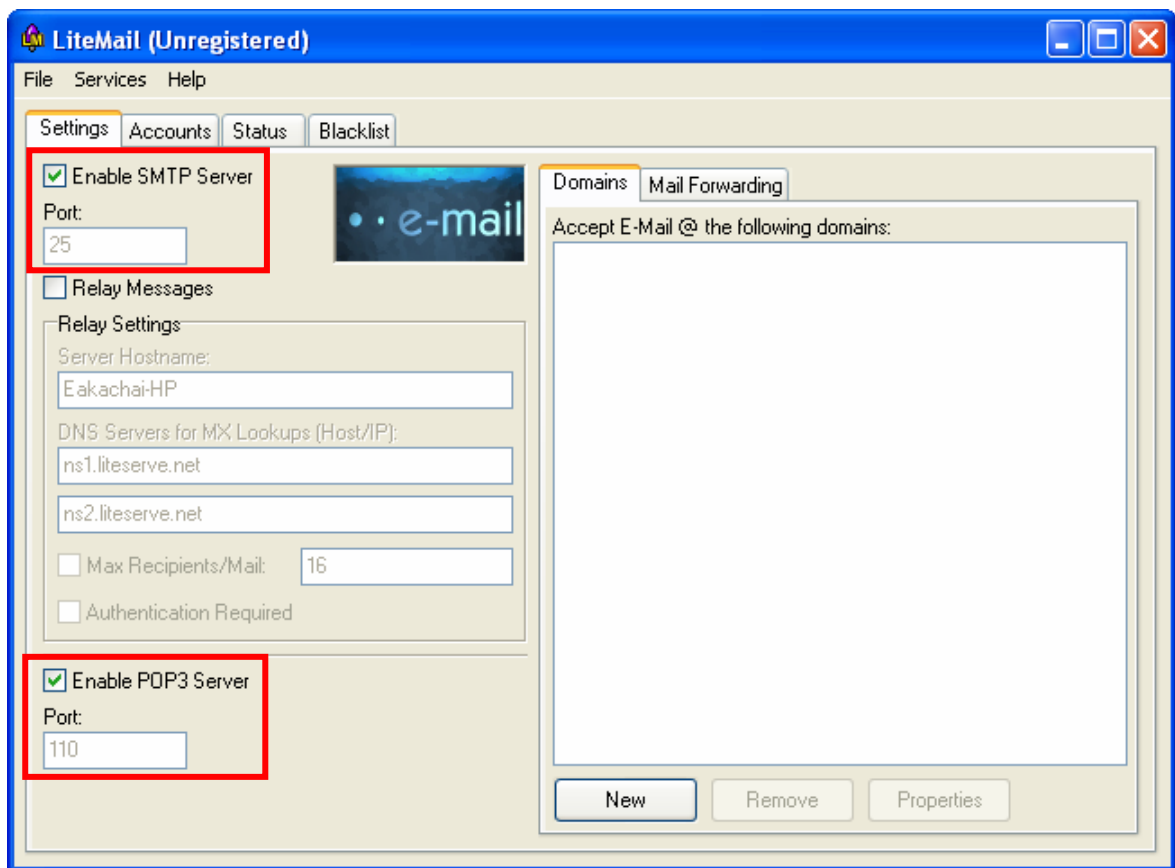 LiteMail (Unregistered)
File Services Help
Settings Accounts Status Blacklist
Enable SMTP Server
Port:
25
e-mail
Relay Messages
Relay Settings
Server Hostname:
Eakachai-HP
DNS Servers for MX Lookups (Host/IP):
ns1.liteserve.net
ns2.liteserve.net
Max Recipients/Mail: 16
Authentication Required
Enable POP3 Server
Port:
110
Domains Mail Forwarding
Accept E-Mail @ the following domains:
New Remove Properties